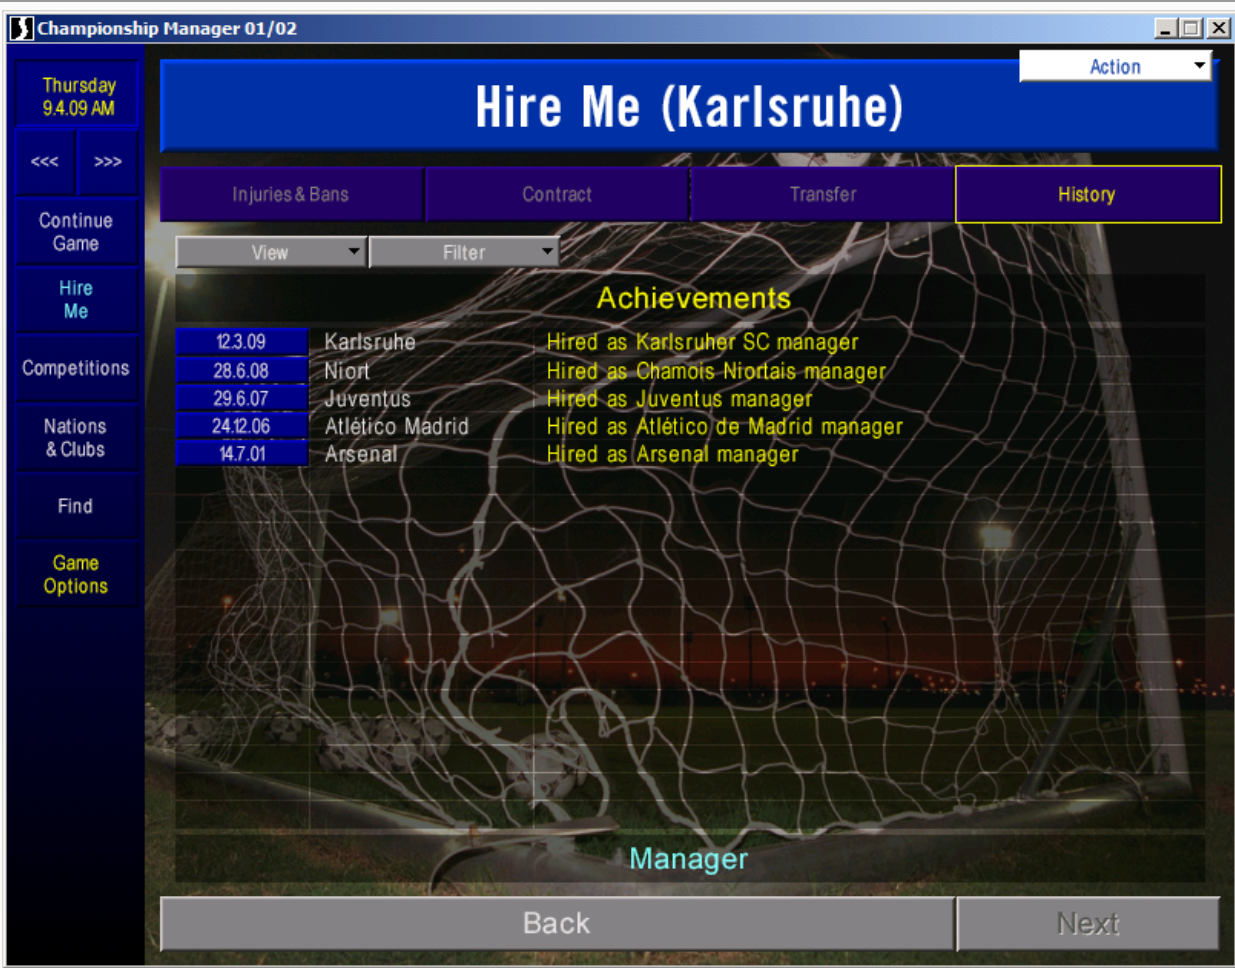 Championship Manager 01/02
Thursday
9.4.09 AM
<<< >>>
Continue
Game
Hire
Me
Competitions
Nations
& Clubs
Find
Game
Options
Action
Hire Me (Karlsruhe)
Injuries & Bans Contract Transfer History
View Filter
Achievements
12.3.09 Karlsruhe Hired as Karlsruher SC manager
28.6.08 Niort Hired as Chamois Niortais manager
29.6.07 Juventus Hired as Juventus manager
24.12.06 Atlético Madrid Hired as Atlético de Madrid manager
14.7.01 Arsenal Hired as Arsenal manager
Manager
Back Next